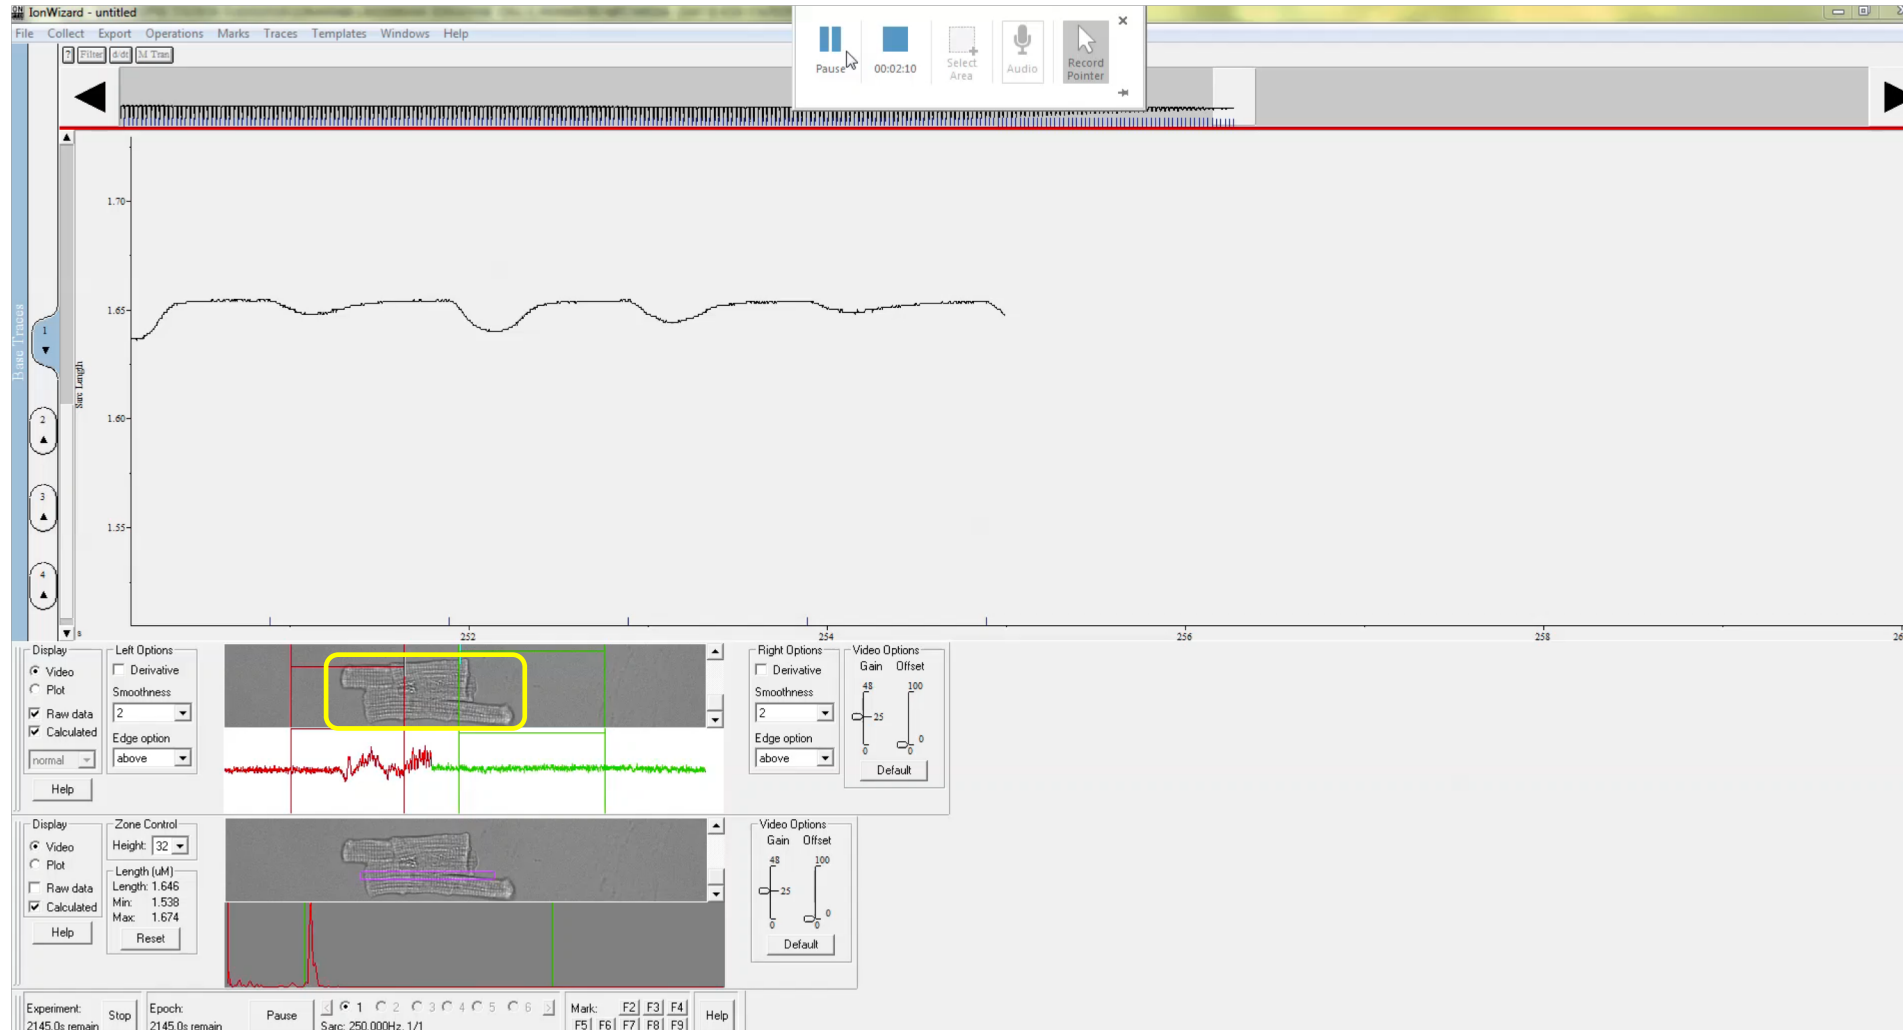 IonWizard - untitled
File Collect Export Operations Marks Traces Templates Windows Help
? Filter d/dt M Tran
Pause 00:02:10 Select Area Audio Record Pointer
1.70
1.65
1.60
1.55
Sarc Length
Base Traces
1
2
3
4
s
252 254 256 258 26
Display
Video
Plot
Raw data
Calculated
normal
Help
Left Options
Derivative
Smoothness
2
Edge option
above
Right Options
Derivative
Smoothness
2
Edge option
above
Video Options
Gain Offset
48 100
25
0 0
Default
Display
Video
Plot
Raw data
Calculated
Help
Zone Control
Height: 32
Length (uM)
Length: 1.646
Min: 1.538
Max: 1.674
Reset
Video Options
Gain Offset
48 100
25
0 0
Default
Experiment:
2145.0s remain
Stop
Epoch:
2145.0s remain
Pause
1 2 3 4 5 6
Sarc: 250.000Hz, 1/1
Mark: F2 F3 F4
F5 F6 F7 F8 F9
Help